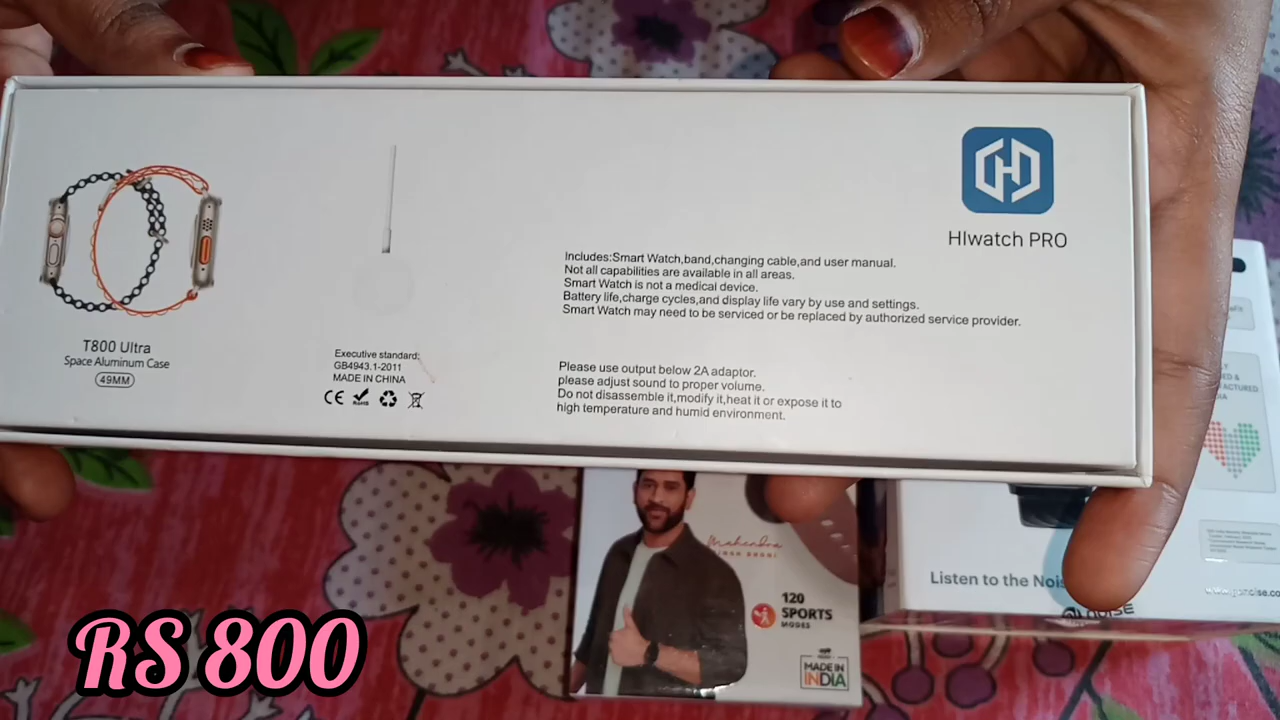 HIwatch PRO
Includes:Smart Watch,band,changing cable,and user manual.
Not all capabilities are available in all areas.
Smart Watch is not a medical device.
Battery life,charge cycles,and display life vary by use and settings.
Smart Watch may need to be serviced or be replaced by authorized service provider.
T800 Ultra
Space Aluminum Case
49MM
Executive standard:
GB4943.1-2011
MADE IN CHINA
CE
RoHS
Please use output below 2A adaptor.
please adjust sound to proper volume.
Do not disassemble it,modify it,heat it or expose it to
high temperature and humid environment.
Mahendra
SINGH DHONI
120
SPORTS
MODES
MADE IN
INDIA
Listen to the
RS 800